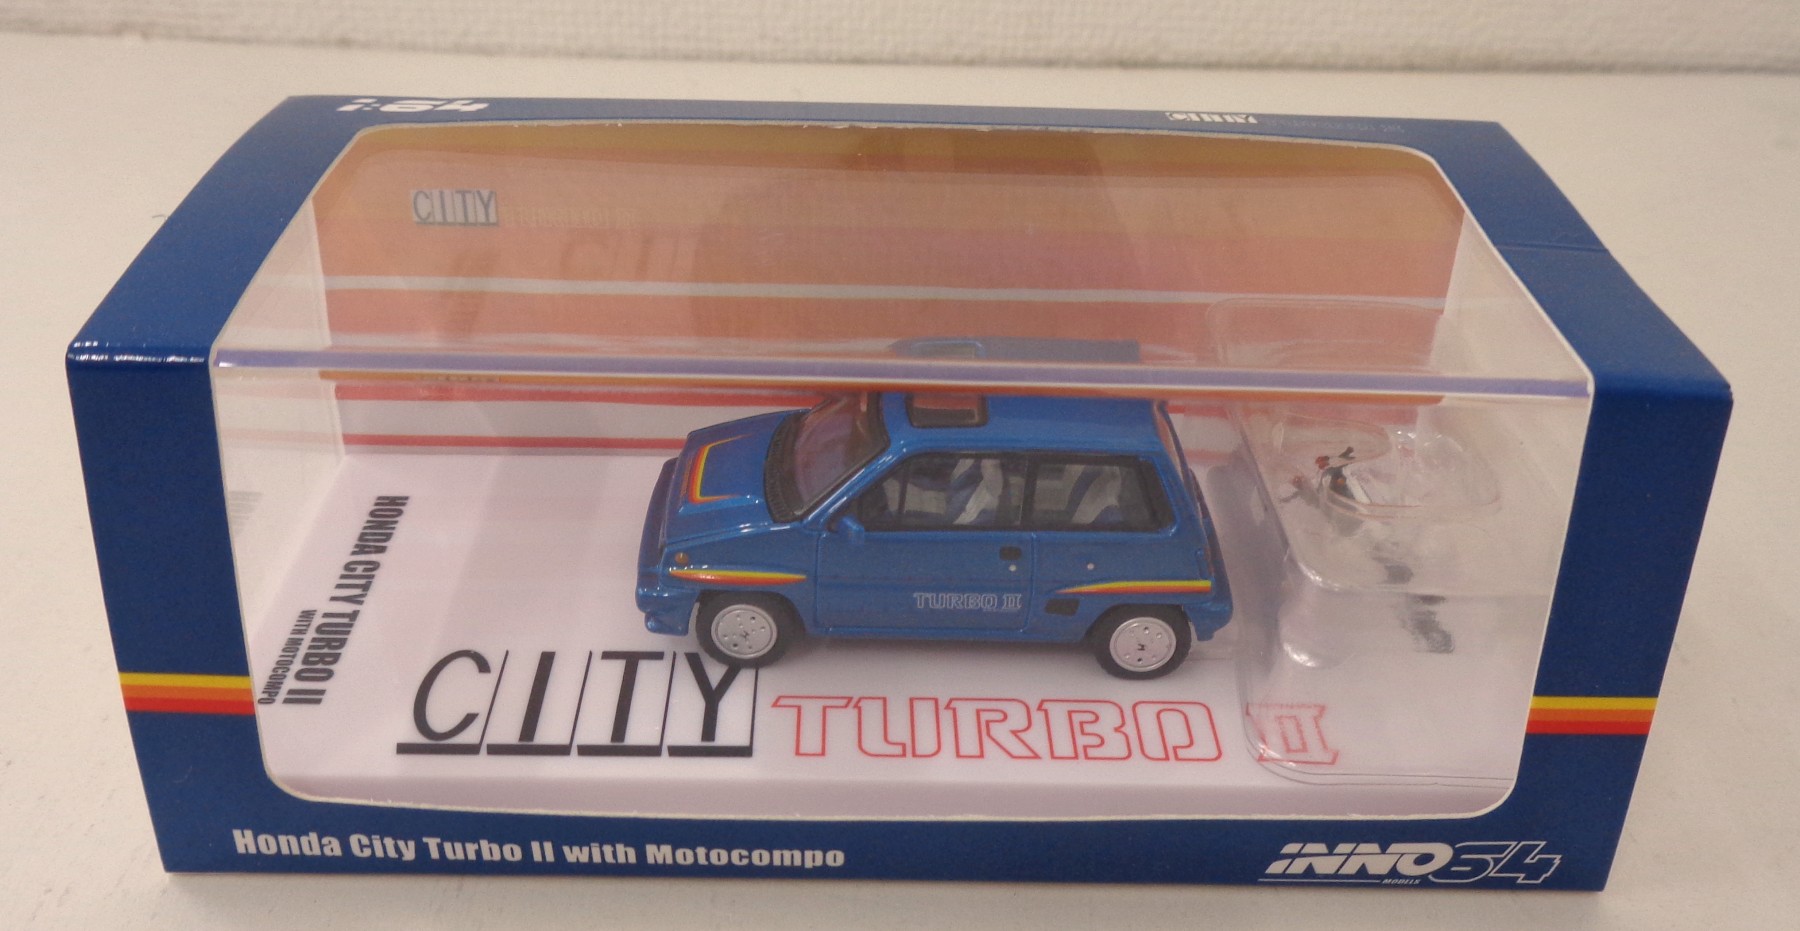 1:64
CITY
CITY
HONDA CITY TURBO II
WITH MOTOCOMPO
TURBO II
CITY TURBO II
Honda City Turbo II with Motocompo
INNO64
MODELS